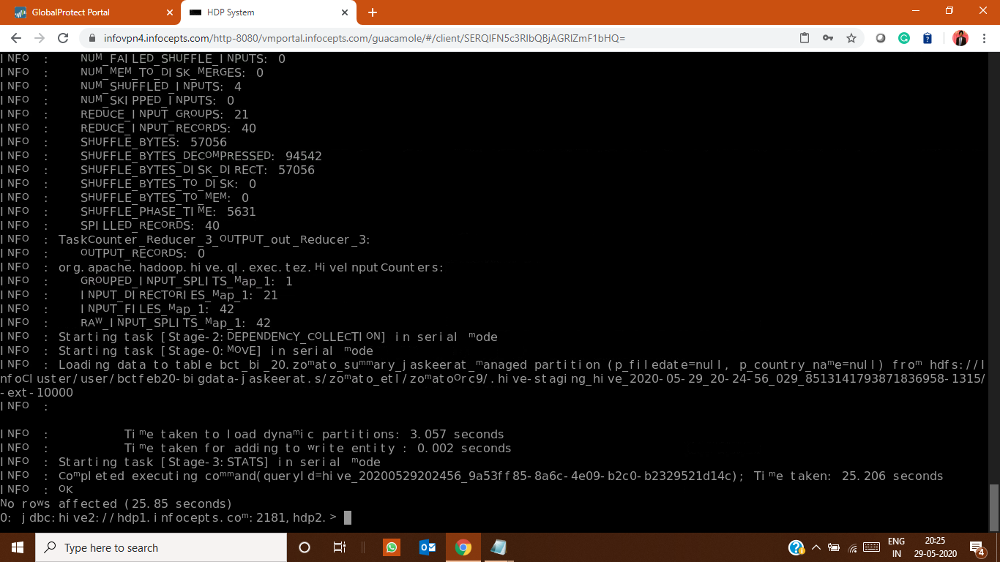 GlobalProtect Portal
HDP System
infovpn4.infocepts.com/http-8080/vmportal.infocepts.com/guacamole/#/client/SERQIFN5c3RlbQBjAGRlZmF1bHQ=
INFO : NUM_FAILED_SHUFFLE_INPUTS: 0
INFO : NUM_MEM_TO_DISK_MERGES: 0
INFO : NUM_SHUFFLED_INPUTS: 4
INFO : NUM_SKIPPED_INPUTS: 0
INFO : REDUCE_INPUT_GROUPS: 21
INFO : REDUCE_INPUT_RECORDS: 40
INFO : SHUFFLE_BYTES: 57056
INFO : SHUFFLE_BYTES_DECOMPRESSED: 94542
INFO : SHUFFLE_BYTES_DISK_DIRECT: 57056
INFO : SHUFFLE_BYTES_TO_DISK: 0
INFO : SHUFFLE_BYTES_TO_MEM: 0
INFO : SHUFFLE_PHASE_TIME: 5631
INFO : SPILLED_RECORDS: 40
INFO : TaskCounter_Reducer_3_OUTPUT_out_Reducer_3:
INFO : OUTPUT_RECORDS: 0
INFO : org.apache.hadoop.hive.ql.exec.tez.HiveInputCounters:
INFO : GROUPED_INPUT_SPLITS_Map_1: 1
INFO : INPUT_DIRECTORIES_Map_1: 21
INFO : INPUT_FILES_Map_1: 42
INFO : RAW_INPUT_SPLITS_Map_1: 42
INFO : Starting task [Stage-2:DEPENDENCY_COLLECTION] in serial mode
INFO : Starting task [Stage-0:MOVE] in serial mode
INFO : Loading data to table bct_bi_20.zomato_summary_jaskeerat_managed partition (p_filedate=null, p_country_name=null) from hdfs://I
nfoCluster/user/bctfeb20-bigdata-jaskeerat.s/zomato_etl/zomatoOrc9/.hive-staging_hive_2020-05-29_20-24-56_029_8513141793871836958-1315/
-ext-10000
INFO :
INFO : Time taken to load dynamic partitions: 3.057 seconds
INFO : Time taken for adding to write entity : 0.002 seconds
INFO : Starting task [Stage-3:STATS] in serial mode
INFO : Completed executing command(queryId=hive_20200529202456_9a53ff85-8a6c-4e09-b2c0-b2329521d14c); Time taken: 25.206 seconds
INFO : OK
No rows affected (25.85 seconds)
0: jdbc:hive2://hdp1.infocepts.com:2181,hdp2.>
Type here to search
ENG
IN
20:25
29-05-2020
4